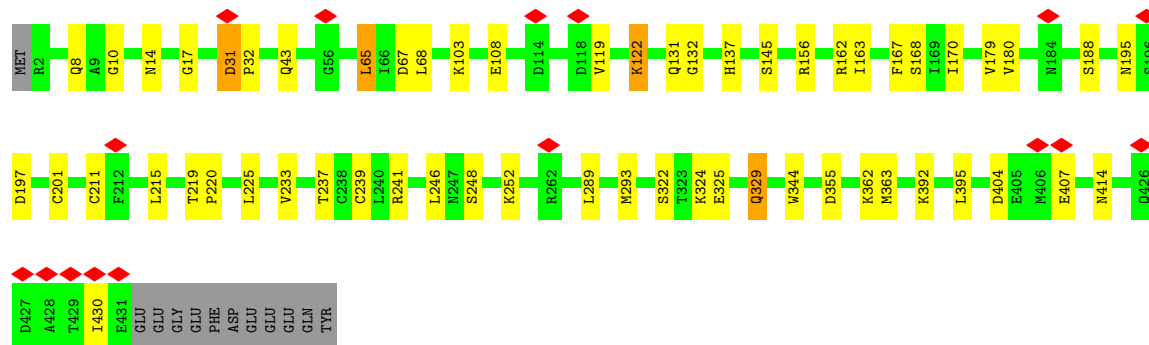 MET R2 Q8 A9 G10 N14 G17 D31 P32 Q43 G56 L65 I66 D67 L68 K103 E108 D114 D118 V119 K122 Q131 G132 H137 S145 R156 R162 I163 F167 S168 I169 I170 V179 V180 N184 S188 N195 S196
D197 C201 C211 F212 L215 T219 P220 L225 V233 T237 C238 C239 L240 R241 L246 N247 S248 K252 R262 L289 M293 S322 T323 K324 E325 Q329 W344 D355 K362 M363 K392 L395 D404 E405 M406 E407 N414 Q426
D427 A428 T429 I430 E431 GLU GLU GLY GLU PHE ASP GLU GLU GLU GLN TYR